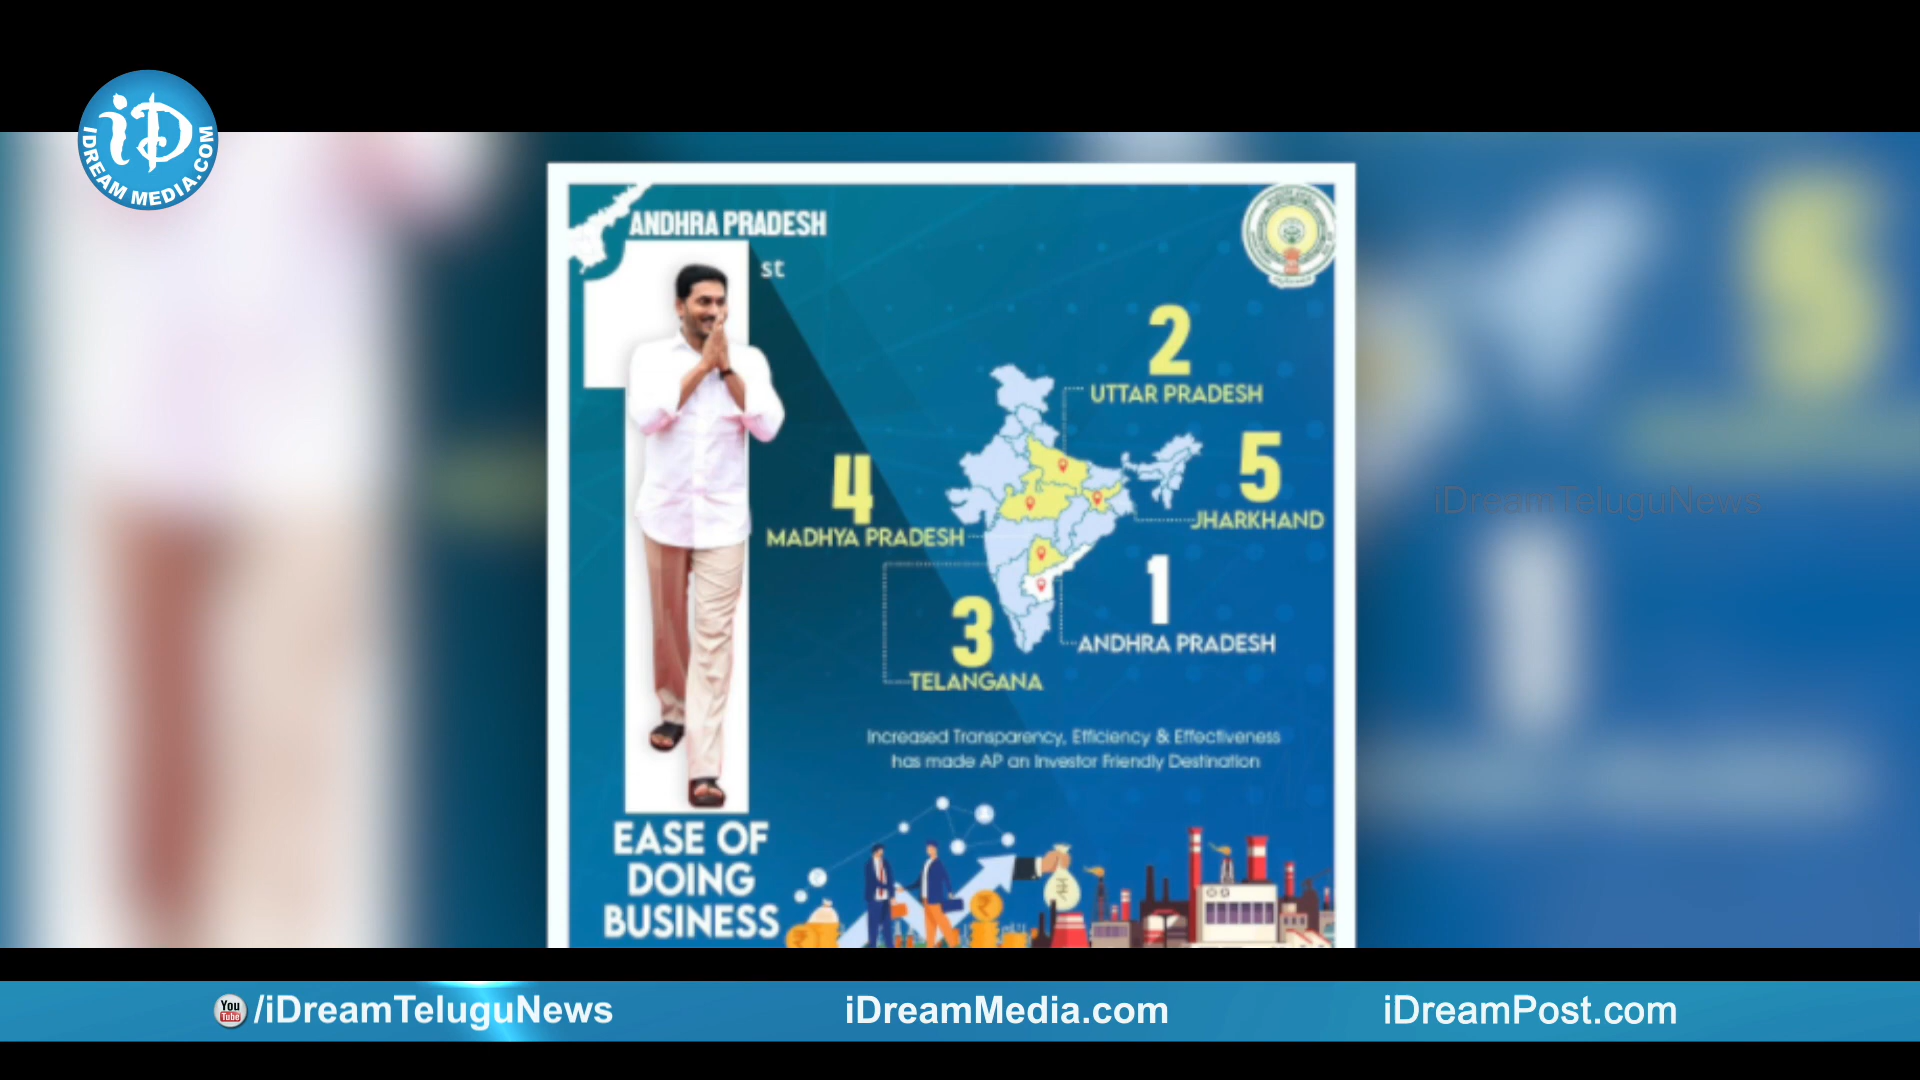 iD
IDREAM MEDIA.COM
ANDHRA PRADESH
1st
2
UTTAR PRADESH
5
JHARKHAND
4
MADHYA PRADESH
1
ANDHRA PRADESH
3
TELANGANA
Increased Transparency, Efficiency & Effectiveness
has made AP an Investor Friendly Destination
EASE OF
DOING
BUSINESS
iDreamTeluguNews
You
Tube
/iDreamTeluguNews
iDreamMedia.com
iDreamPost.com